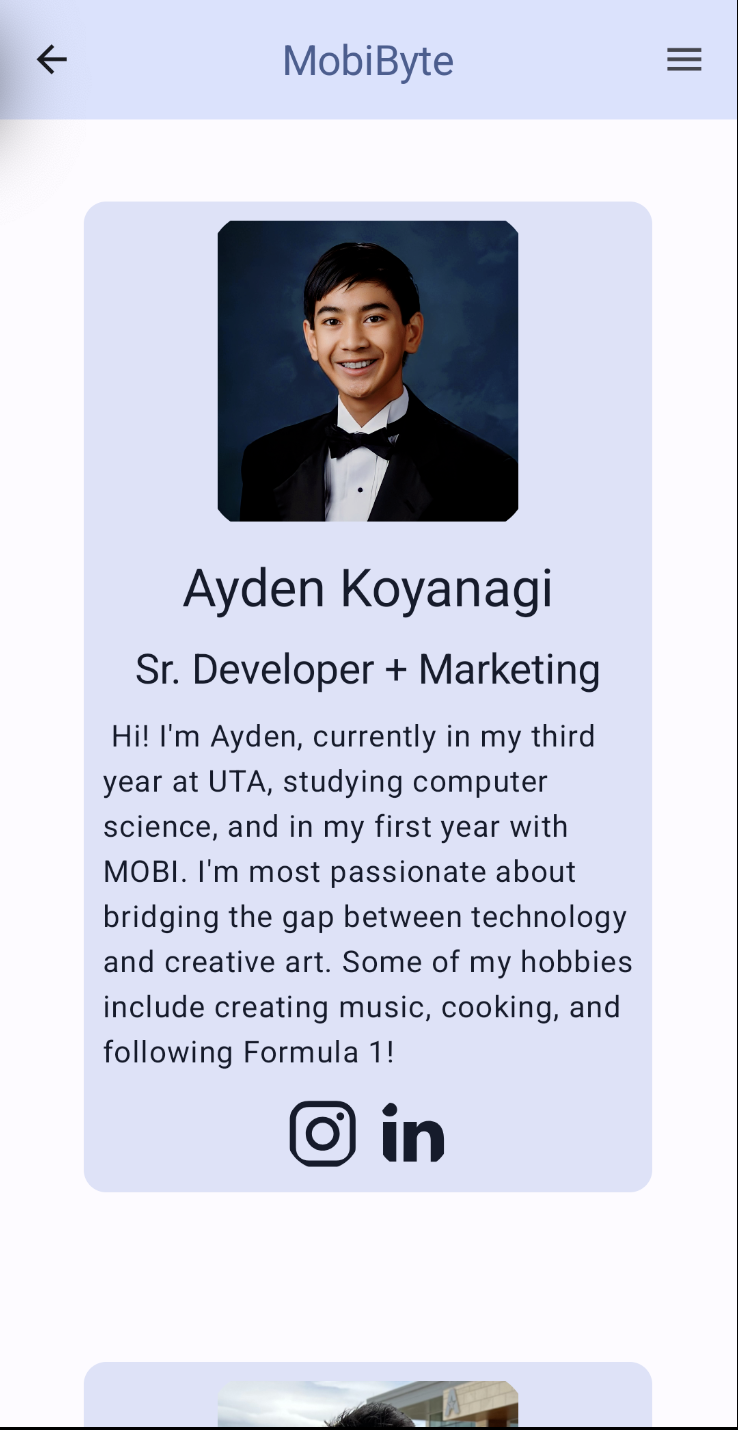 MobiByte
Ayden Koyanagi
Sr. Developer + Marketing
Hi! I'm Ayden, currently in my third
year at UTA, studying computer
science, and in my first year with
MOBI. I'm most passionate about
bridging the gap between technology
and creative art. Some of my hobbies
include creating music, cooking, and
following Formula 1!
in
A